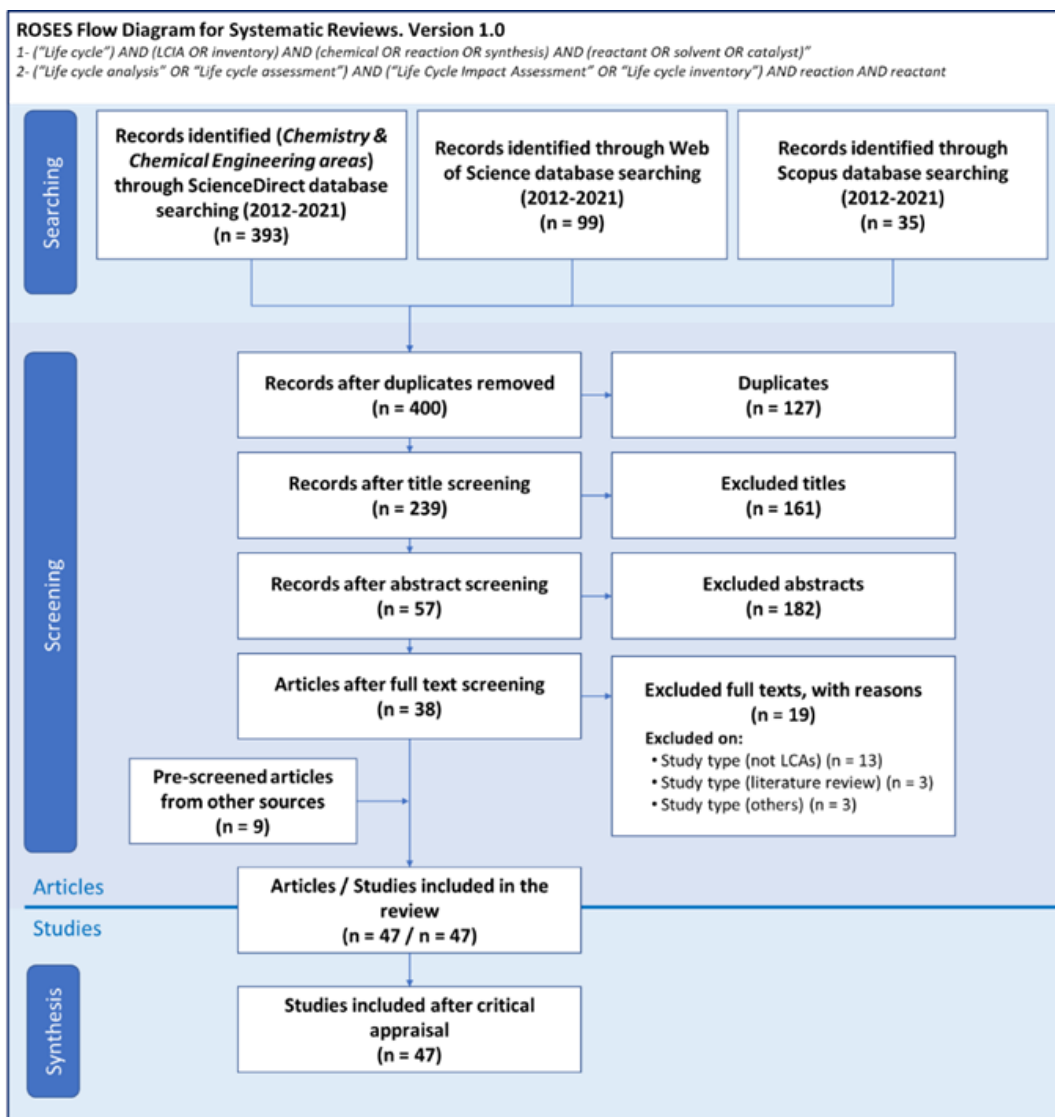 ROSES Flow Diagram for Systematic Reviews. Version 1.0
1- (“Life cycle”) AND (LCIA OR inventory) AND (chemical OR reaction OR synthesis) AND (reactant OR solvent OR catalyst)”
2- (“Life cycle analysis” OR “Life cycle assessment”) AND (“Life Cycle Impact Assessment” OR “Life cycle inventory”) AND reaction AND reactant
Searching
Records identified (Chemistry &
Chemical Engineering areas)
through ScienceDirect database
searching (2012-2021)
(n = 393)
Records identified through Web
of Science database searching
(2012-2021)
(n = 99)
Records identified through
Scopus database searching
(2012-2021)
(n = 35)
Screening
Records after duplicates removed
(n = 400)
Duplicates
(n = 127)
Records after title screening
(n = 239)
Excluded titles
(n = 161)
Records after abstract screening
(n = 57)
Excluded abstracts
(n = 182)
Articles after full text screening
(n = 38)
Excluded full texts, with reasons
(n = 19)
Excluded on:
• Study type (not LCAs) (n = 13)
• Study type (literature review) (n = 3)
• Study type (others) (n = 3)
Pre-screened articles
from other sources
(n = 9)
Articles / Studies included in the
review
(n = 47 / n = 47)
Articles
Studies
Synthesis
Studies included after critical
appraisal
(n = 47)